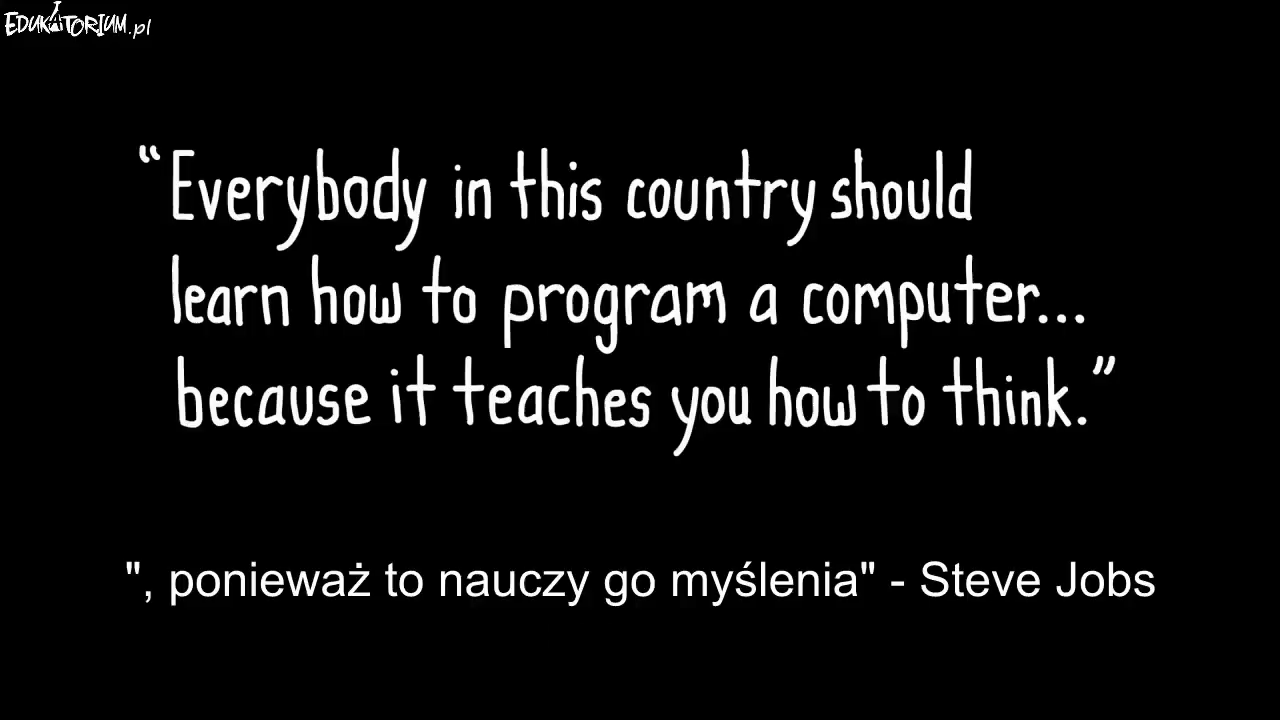 EDUKATORIUM.pl
“Everybody in this country should
learn how to program a computer...
because it teaches you how to think.”
", ponieważ to nauczy go myślenia" - Steve Jobs